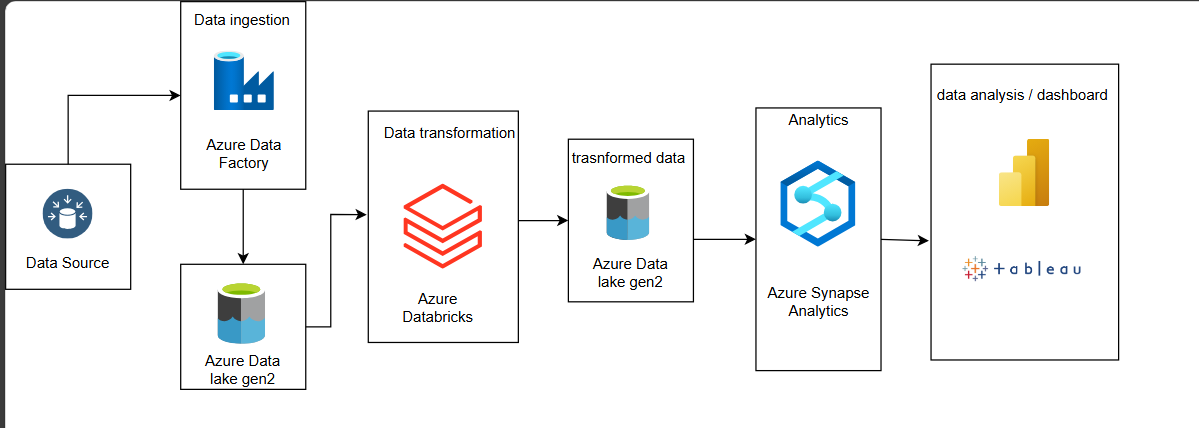 Data ingestion
Azure Data
Factory
Data Source
Azure Data
lake gen2
Data transformation
Azure
Databricks
trasnformed data
Azure Data
lake gen2
Analytics
Azure Synapse
Analytics
data analysis / dashboard
+ableau